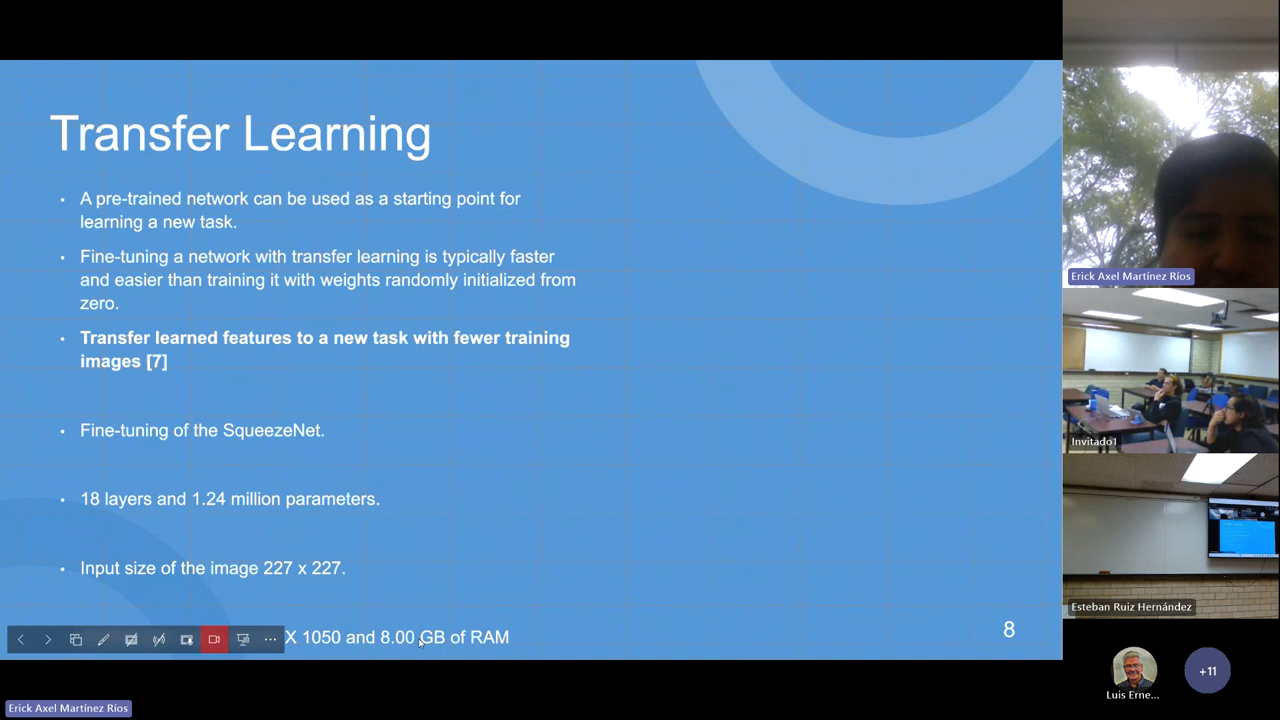 Transfer Learning
• A pre-trained network can be used as a starting point for
learning a new task.
• Fine-tuning a network with transfer learning is typically faster
and easier than training it with weights randomly initialized from
zero.
• Transfer learned features to a new task with fewer training
images [7]
• Fine-tuning of the SqueezeNet.
• 18 layers and 1.24 million parameters.
• Input size of the image 227 x 227.
X 1050 and 8.00 GB of RAM
8
Erick Axel Martínez Ríos
Invitado1
Esteban Ruiz Hernández
Luis Erne...
+11
Erick Axel Martínez Ríos